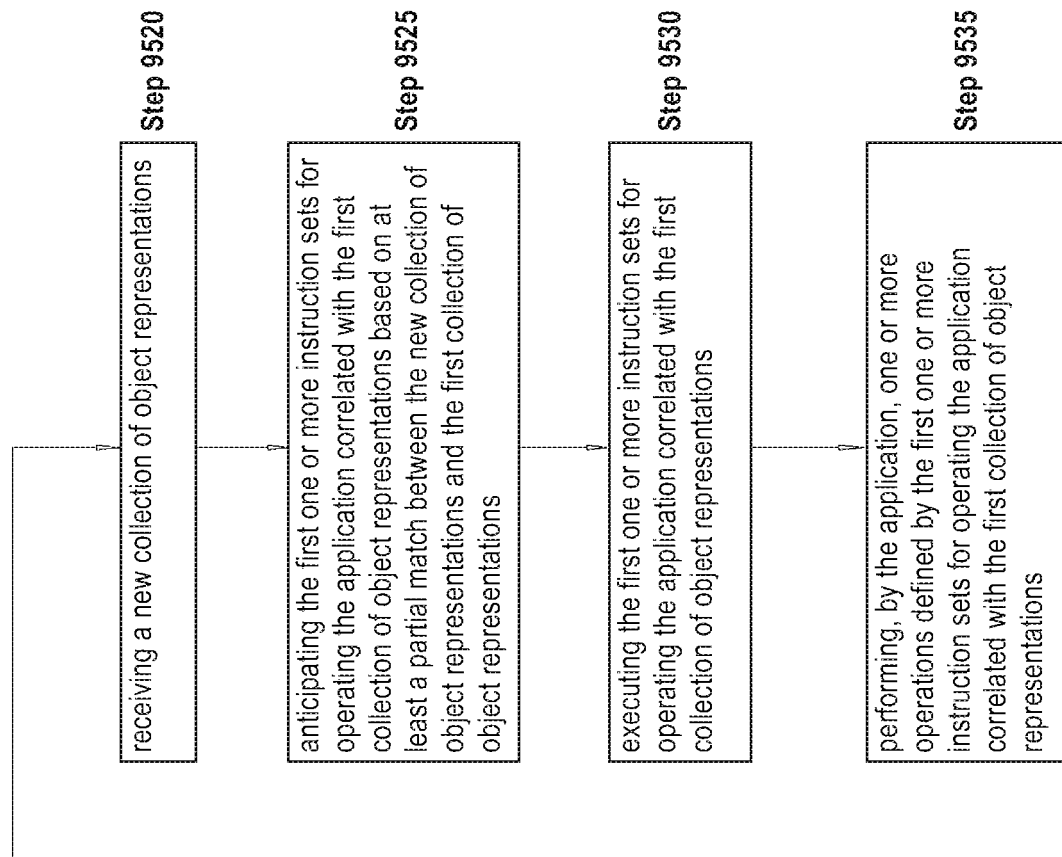 receiving a new collection of object representations
Step 9520
anticipating the first one or more instruction sets for
operating the application correlated with the first
collection of object representations based on at
least a partial match between the new collection of
object representations and the first collection of
object representations
Step 9525
executing the first one or more instruction sets for
operating the application correlated with the first
collection of object representations
Step 9530
performing, by the application, one or more
operations defined by the first one or more
instruction sets for operating the application
correlated with the first collection of object
representations
Step 9535